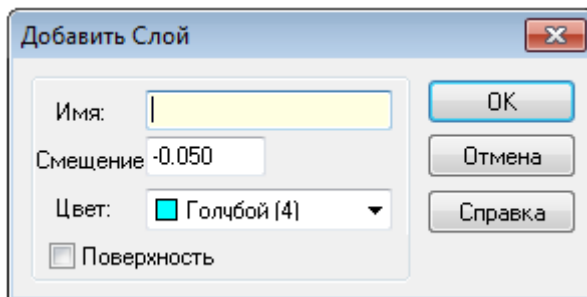 Добавить Слой
Имя:
OK
Смещение -0.050
Отмена
Цвет: Голубой (4)
Справка
Поверхность